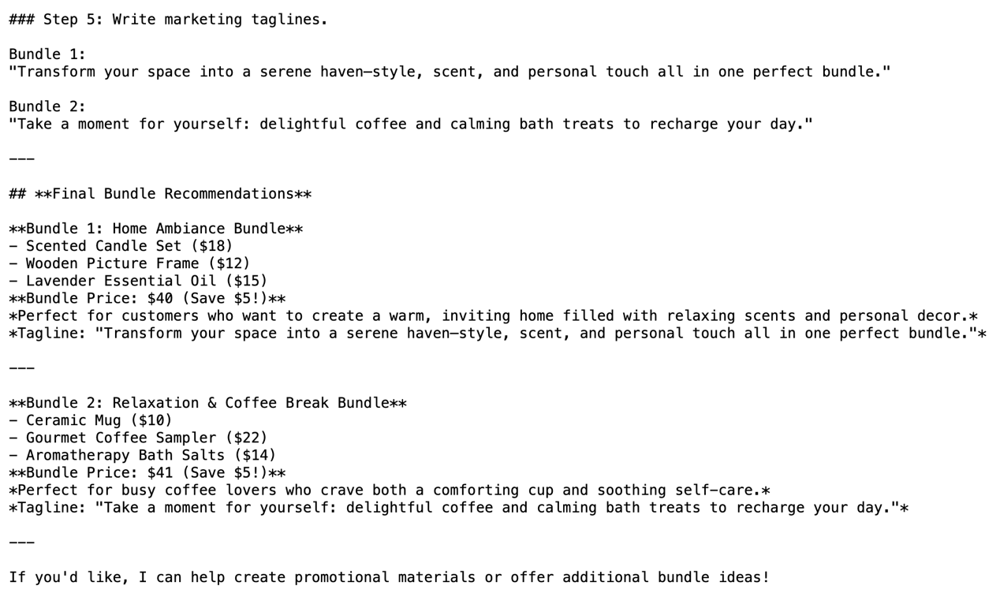 ### Step 5: Write marketing taglines.
Bundle 1:
"Transform your space into a serene haven—style, scent, and personal touch all in one perfect bundle."
Bundle 2:
"Take a moment for yourself: delightful coffee and calming bath treats to recharge your day."
---
## **Final Bundle Recommendations**
**Bundle 1: Home Ambiance Bundle**
- Scented Candle Set ($18)
- Wooden Picture Frame ($12)
- Lavender Essential Oil ($15)
**Bundle Price: $40 (Save $5!)**
*Perfect for customers who want to create a warm, inviting home filled with relaxing scents and personal decor.*
*Tagline: "Transform your space into a serene haven—style, scent, and personal touch all in one perfect bundle."*
---
**Bundle 2: Relaxation & Coffee Break Bundle**
- Ceramic Mug ($10)
- Gourmet Coffee Sampler ($22)
- Aromatherapy Bath Salts ($14)
**Bundle Price: $41 (Save $5!)**
*Perfect for busy coffee lovers who crave both a comforting cup and soothing self-care.*
*Tagline: "Take a moment for yourself: delightful coffee and calming bath treats to recharge your day."*
---
If you'd like, I can help create promotional materials or offer additional bundle ideas!